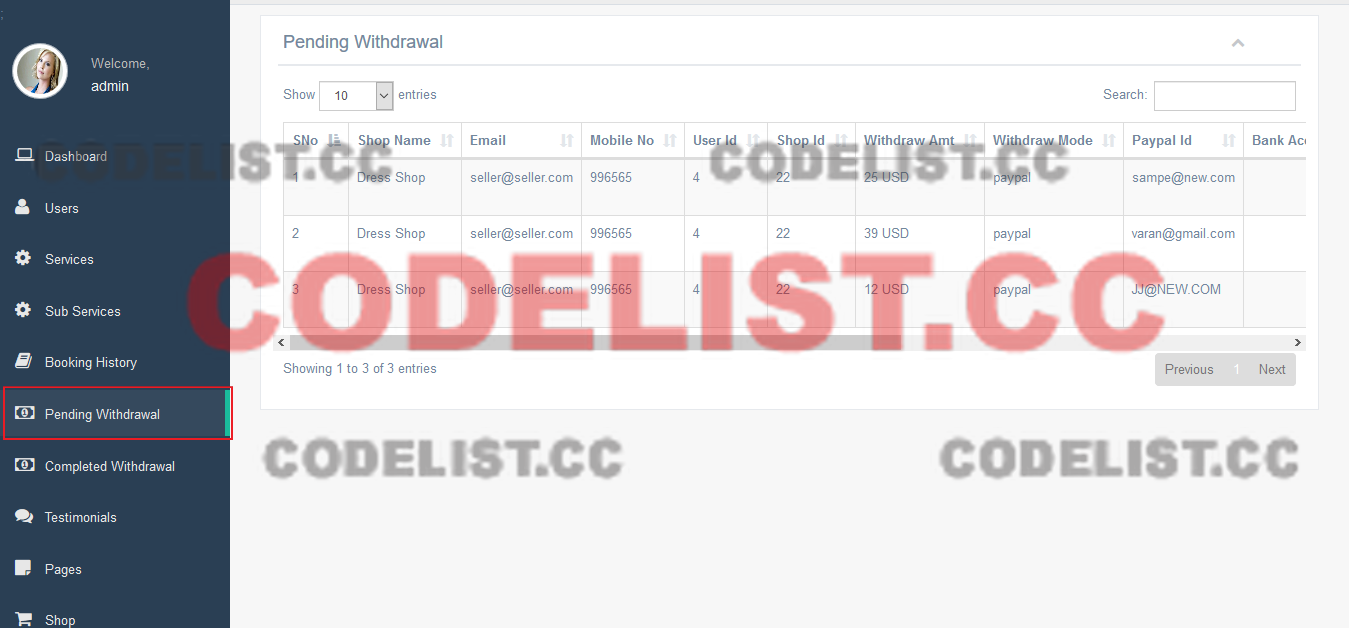 ;
Welcome,
admin
Dashboard
Users
Services
Sub Services
Booking History
Pending Withdrawal
Completed Withdrawal
Testimonials
Pages
Shop
Pending Withdrawal
Show 10 entries Search:
SNo Shop Name Email Mobile No User Id Shop Id Withdraw Amt Withdraw Mode Paypal Id Bank Acc
1 Dress Shop seller@seller.com 996565 4 22 25 USD paypal sampe@new.com
2 Dress Shop seller@seller.com 996565 4 22 39 USD paypal varan@gmail.com
3 Dress Shop seller@seller.com 996565 4 22 12 USD paypal JJ@NEW.COM
Showing 1 to 3 of 3 entries Previous 1 Next
CODELIST.CC CODELIST.CC
CODELIST.CC
CODELIST.CC CODELIST.CC